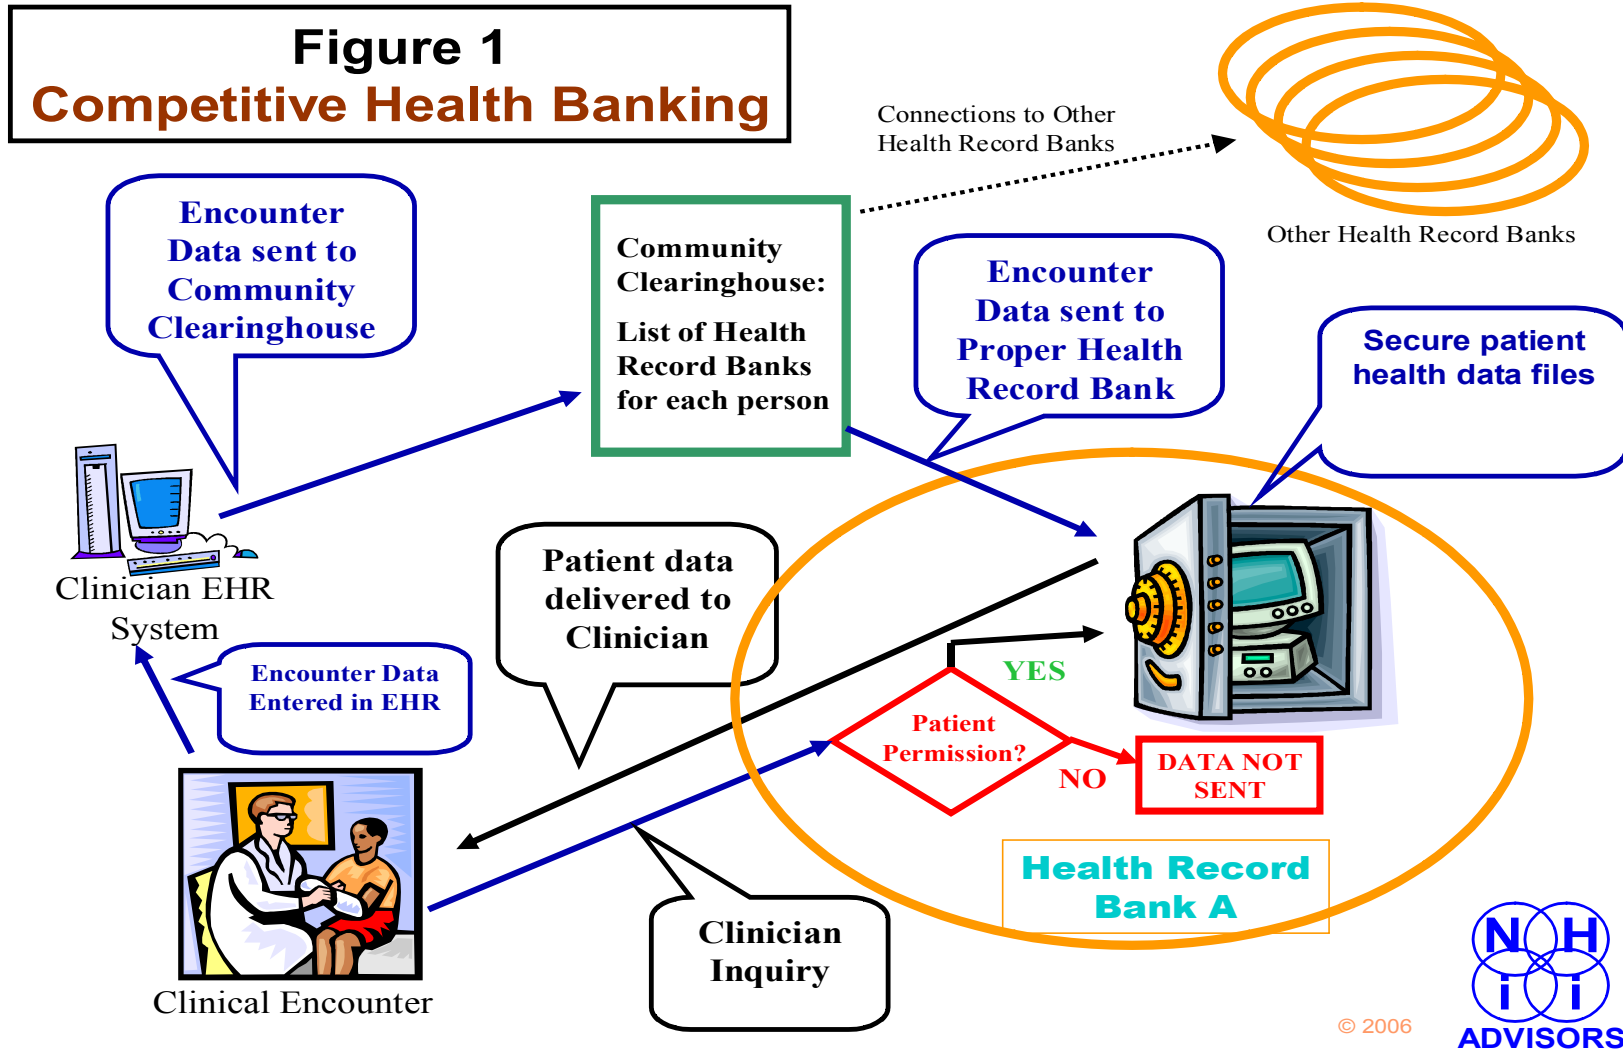 Figure 1
Competitive Health Banking
Connections to Other
Health Record Banks
Other Health Record Banks
Encounter
Data sent to
Community
Clearinghouse
Community
Clearinghouse:
List of Health
Record Banks
for each person
Encounter
Data sent to
Proper Health
Record Bank
Secure patient
health data files
Clinician EHR
System
Encounter Data
Entered in EHR
Patient data
delivered to
Clinician
YES
Patient
Permission?
NO
DATA NOT
SENT
Health Record
Bank A
Clinician
Inquiry
Clinical Encounter
© 2006
N H
i i
ADVISORS